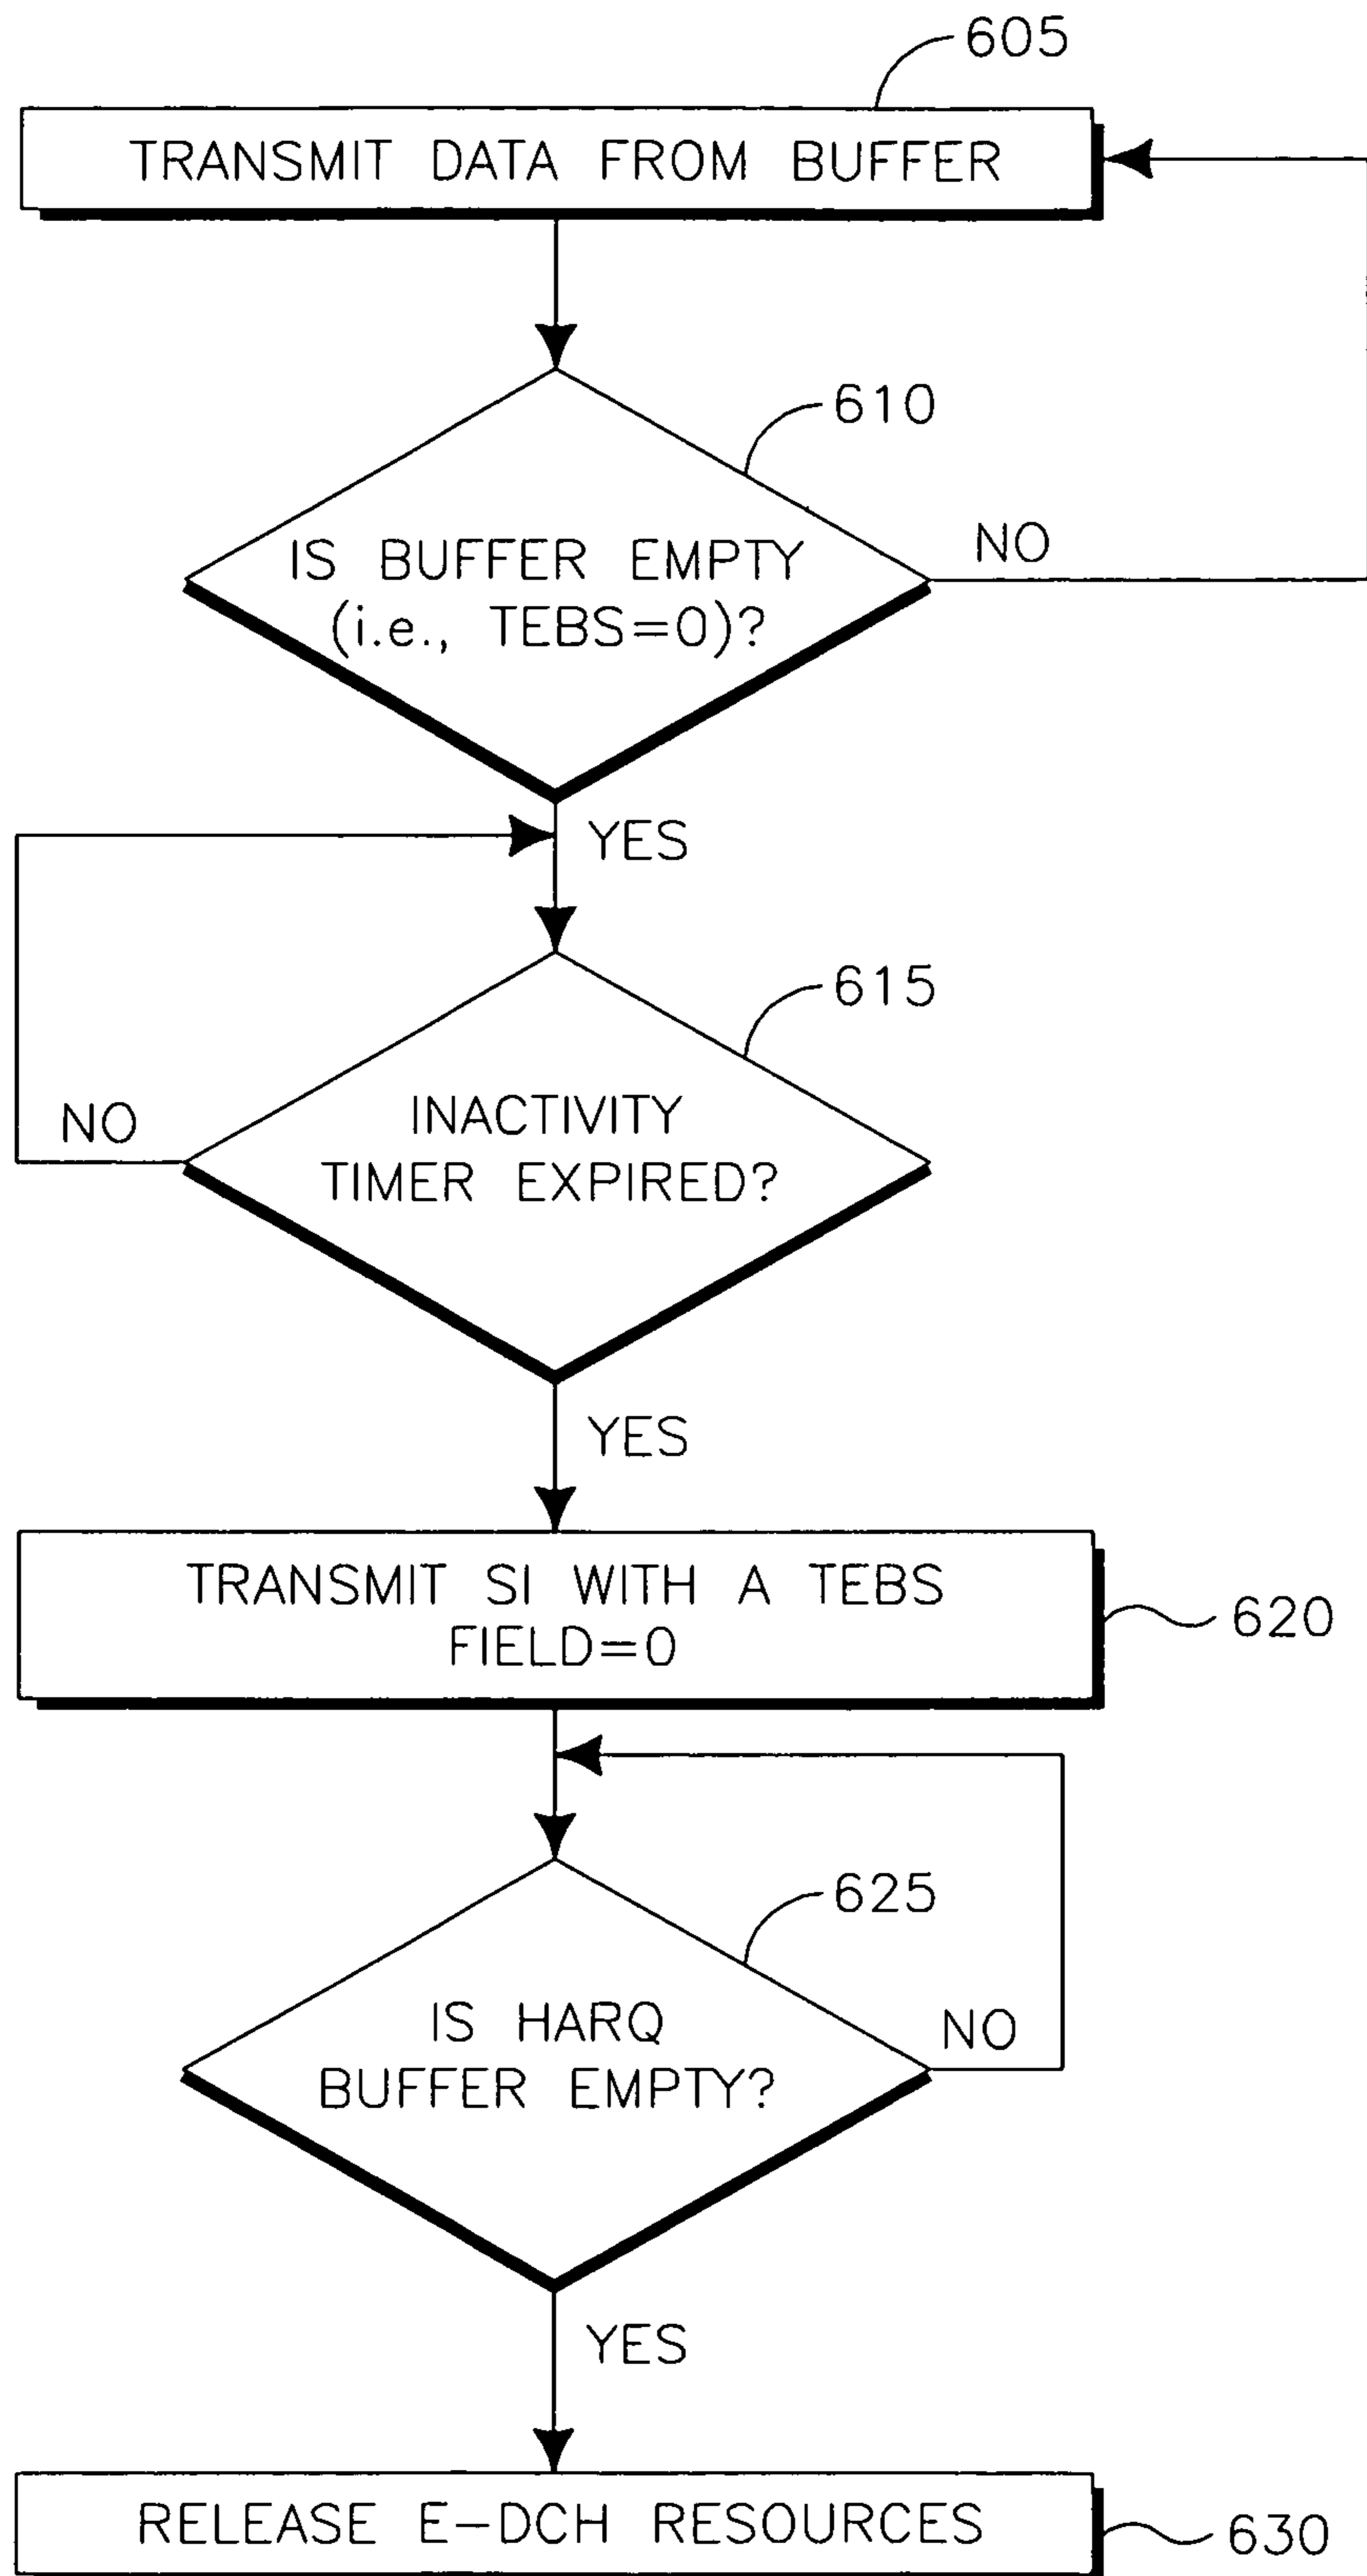 605
TRANSMIT DATA FROM BUFFER
610
IS BUFFER EMPTY
(i.e., TEBS=0)?
NO
YES
615
INACTIVITY
TIMER EXPIRED?
NO
YES
TRANSMIT SI WITH A TEBS
FIELD=0
620
625
IS HARQ
BUFFER EMPTY?
NO
YES
RELEASE E-DCH RESOURCES
630